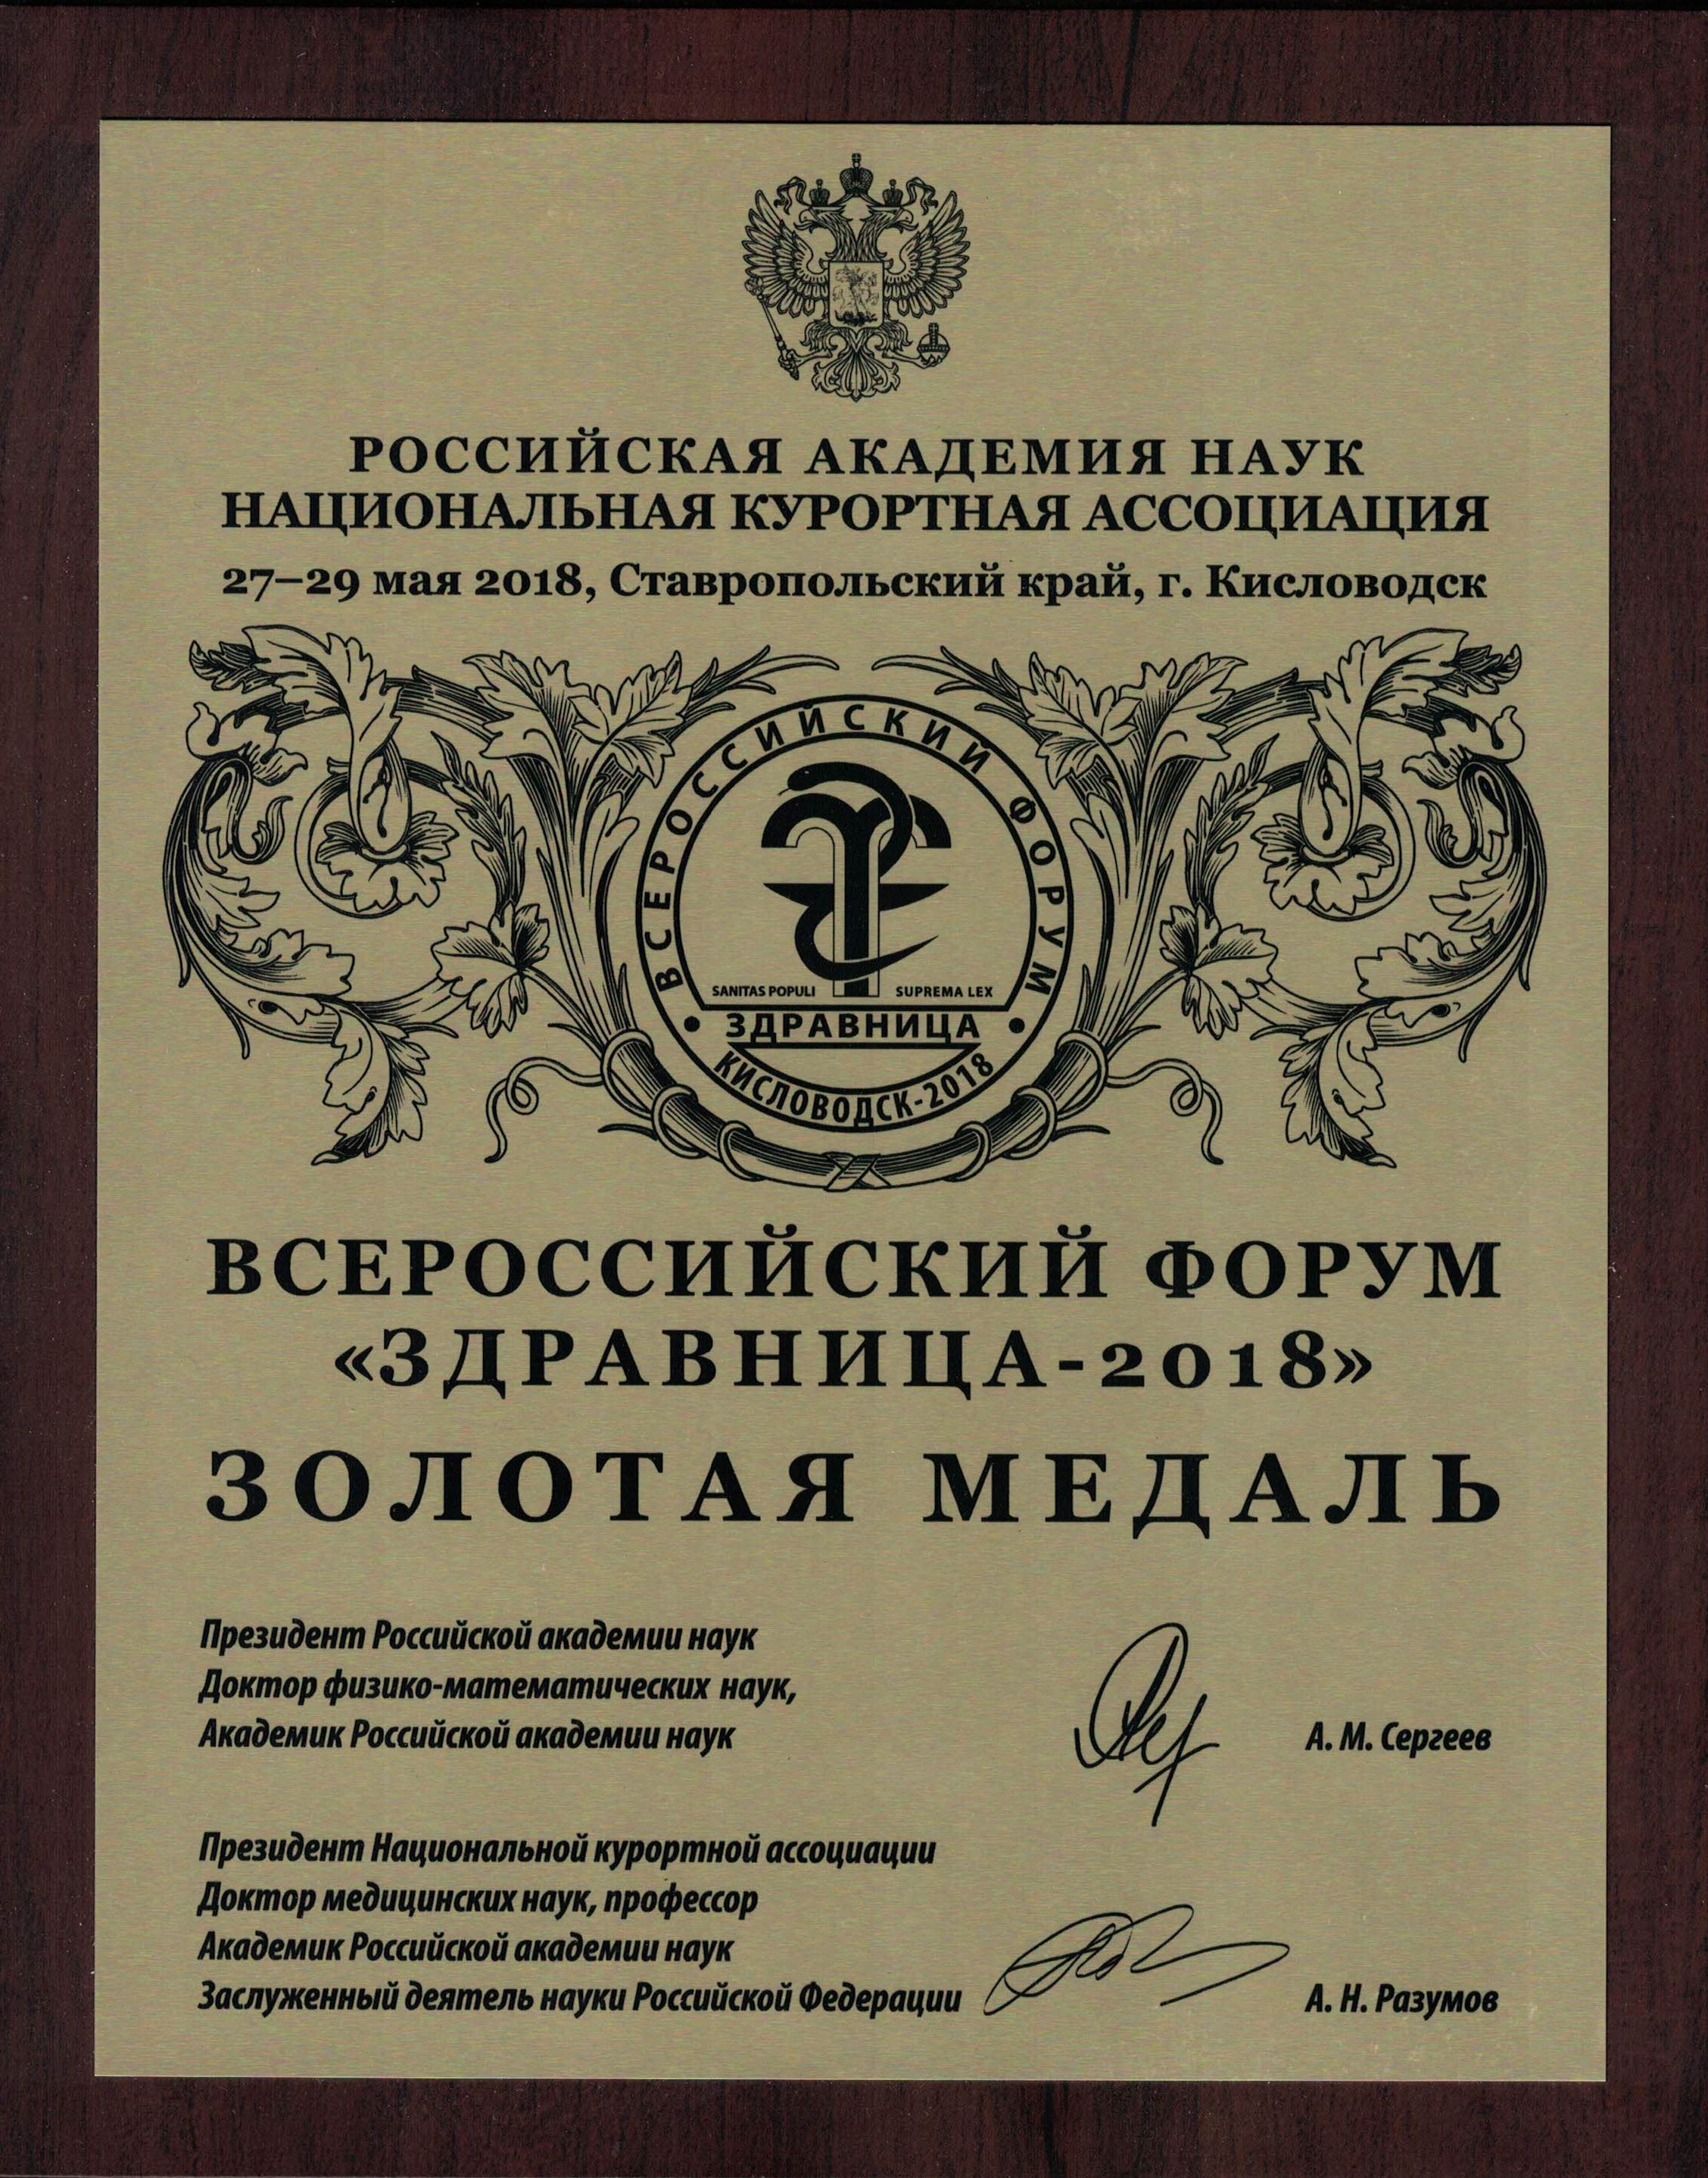 РОССИЙСКАЯ АКАДЕМИЯ НАУК
НАЦИОНАЛЬНАЯ КУРОРТНАЯ АССОЦИАЦИЯ
27–29 мая 2018, Ставропольский край, г. Кисловодск
ВСЕРОССИЙСКИЙ ФОРУМ
SANITAS POPULI SUPREMA LEX
• ЗДРАВНИЦА •
КИСЛОВОДСК-2018
ВСЕРОССИЙСКИЙ ФОРУМ
«ЗДРАВНИЦА-2018»
ЗОЛОТАЯ МЕДАЛЬ
Президент Российской академии наук
Доктор физико-математических наук,
Академик Российской академии наук А. М. Сергеев
Президент Национальной курортной ассоциации
Доктор медицинских наук, профессор
Академик Российской академии наук
Заслуженный деятель науки Российской Федерации А. Н. Разумов